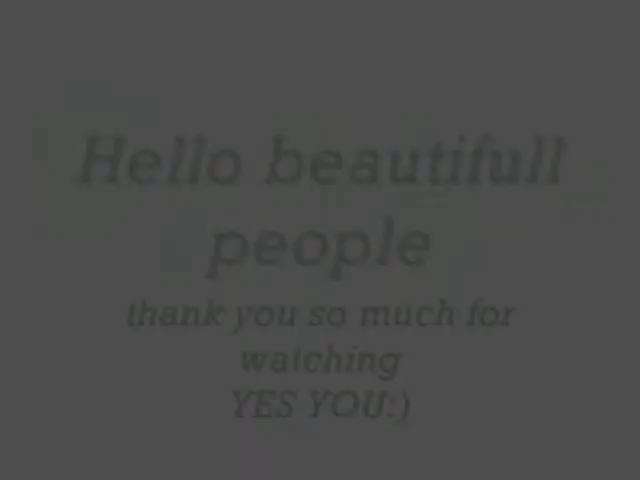 Hello beautifull
people
thank you so much for
watching
YES YOU:)